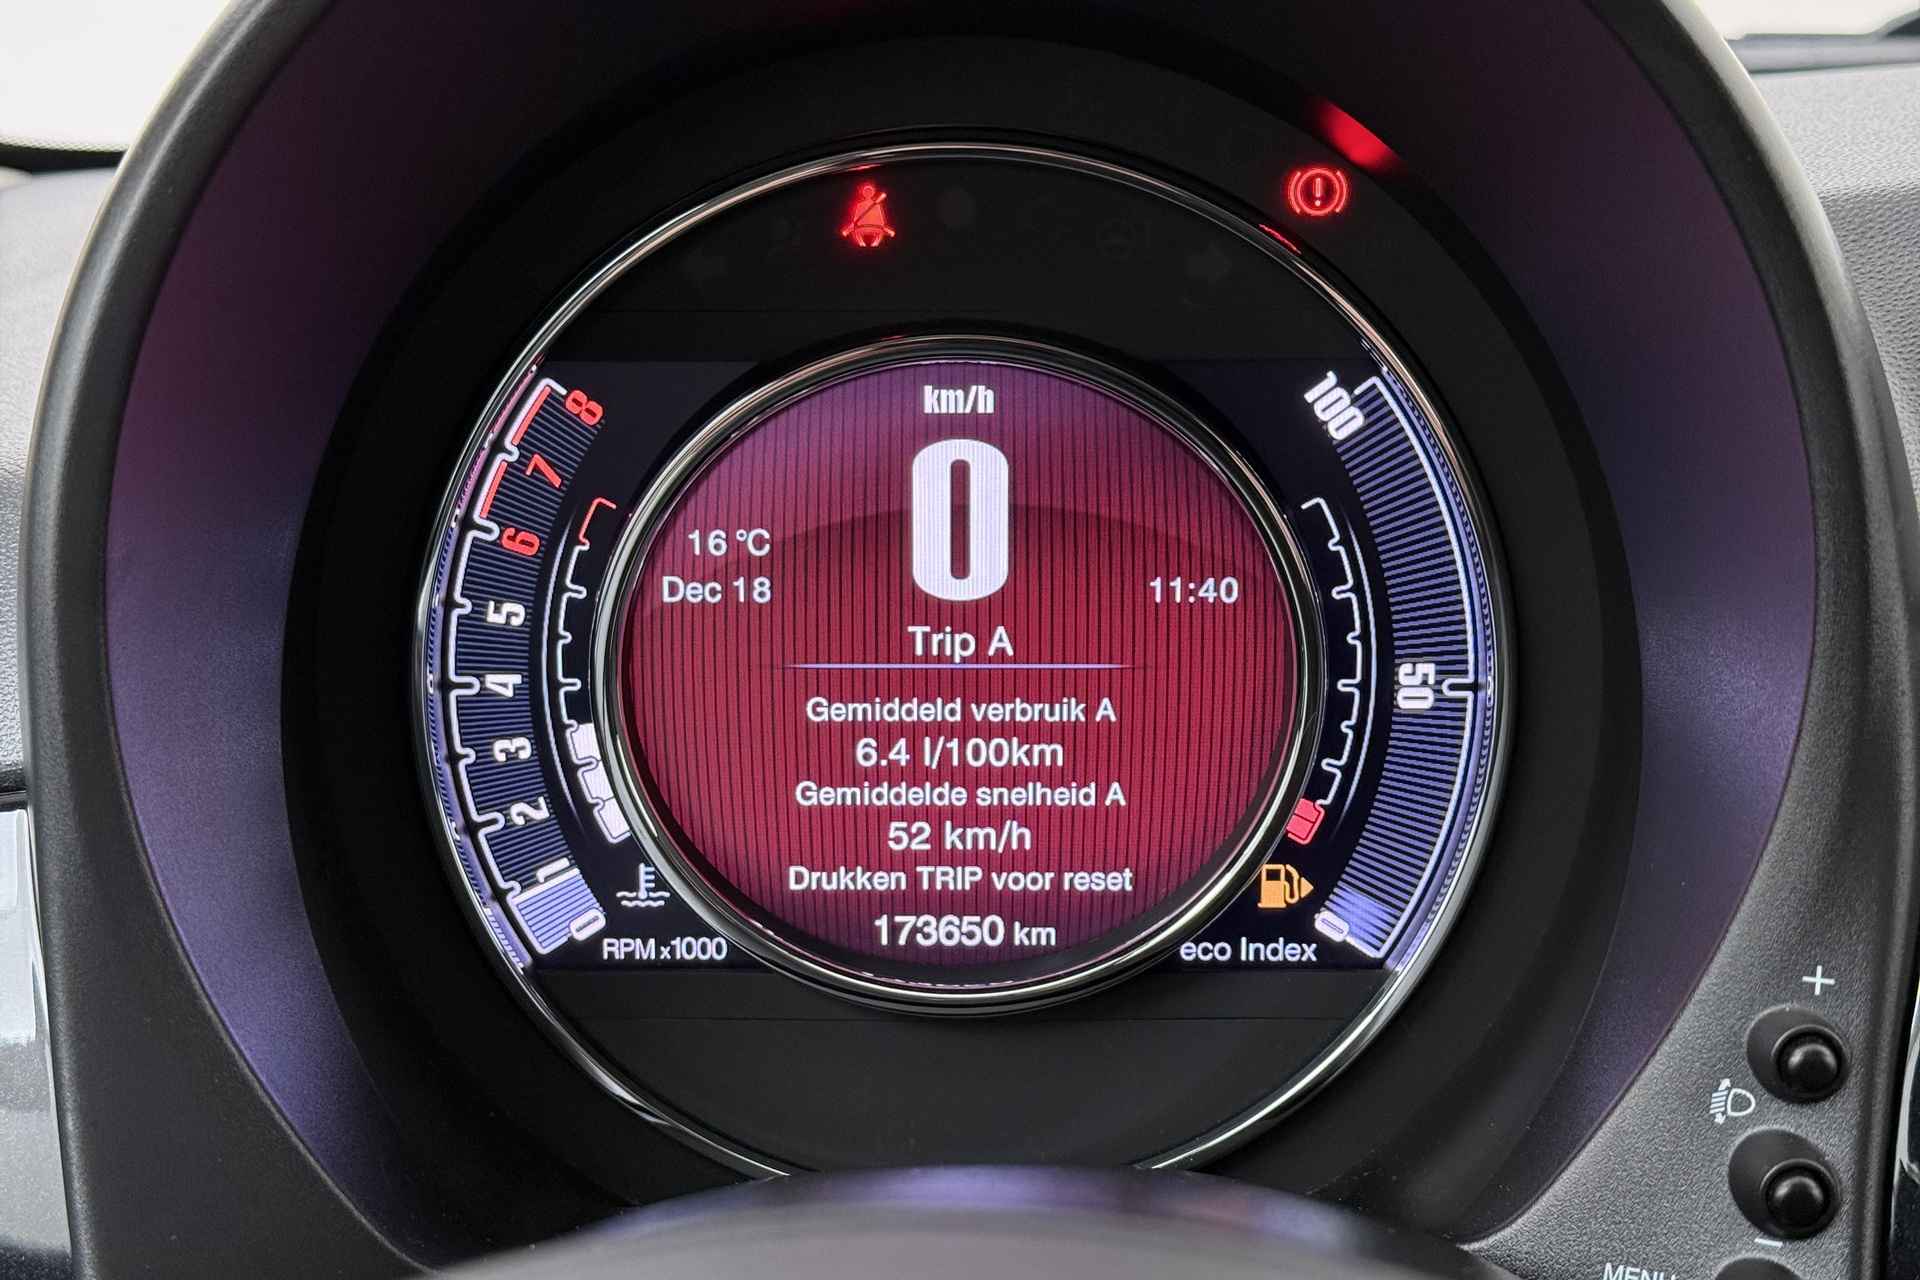 km/h
0
16 °C
Dec 18
11:40
Trip A
Gemiddeld verbruik A
6.4 l/100km
Gemiddelde snelheid A
52 km/h
Drukken TRIP voor reset
173650 km
8
7
6
5
4
3
2
1
0
RPM x1000
100
50
0
eco Index
+
−
MENU